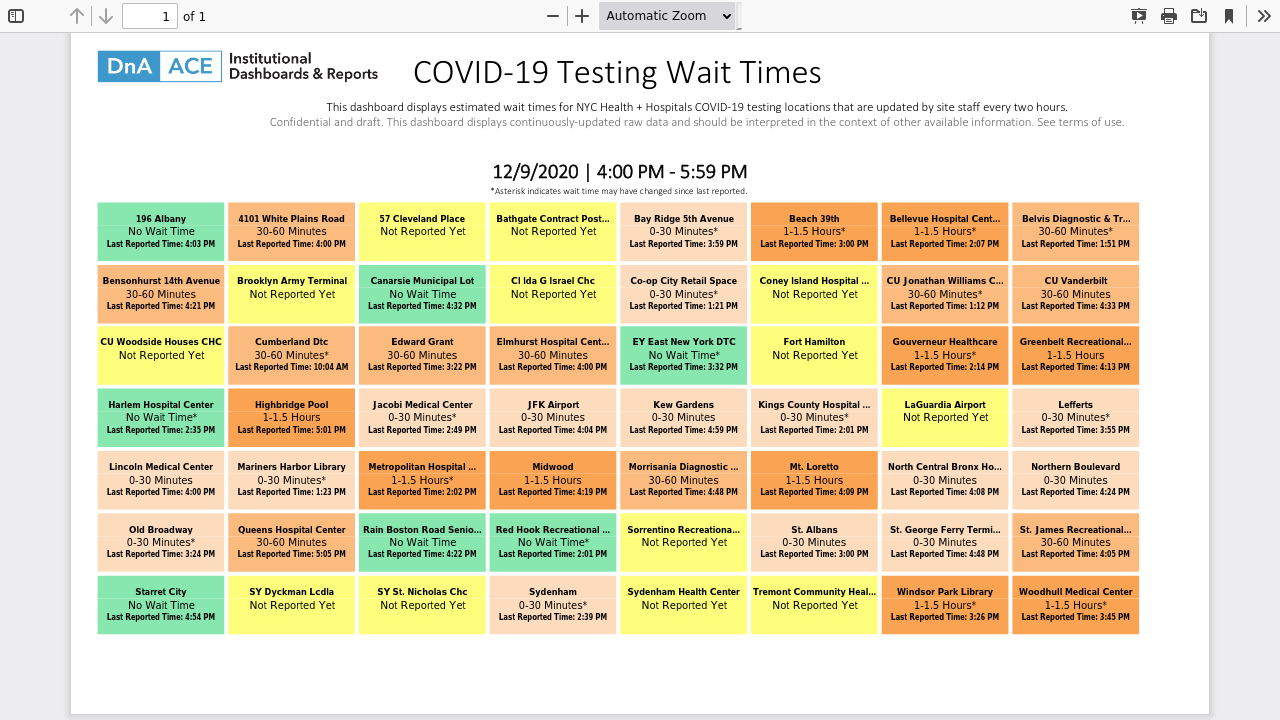 1 of 1
Automatic Zoom
DnA ACE Institutional
Dashboards & Reports
COVID-19 Testing Wait Times
This dashboard displays estimated wait times for NYC Health + Hospitals COVID-19 testing locations that are updated by site staff every two hours.
Confidential and draft. This dashboard displays continuously-updated raw data and should be interpreted in the context of other available information. See terms of use.
12/9/2020 | 4:00 PM - 5:59 PM
*Asterisk indicates wait time may have changed since last reported.
196 Albany
No Wait Time
Last Reported Time: 4:03 PM
4101 White Plains Road
30-60 Minutes
Last Reported Time: 4:00 PM
57 Cleveland Place
Not Reported Yet
Bathgate Contract Post...
Not Reported Yet
Bay Ridge 5th Avenue
0-30 Minutes*
Last Reported Time: 3:59 PM
Beach 39th
1-1.5 Hours*
Last Reported Time: 3:00 PM
Bellevue Hospital Cent...
1-1.5 Hours*
Last Reported Time: 2:07 PM
Belvis Diagnostic & Tr...
30-60 Minutes*
Last Reported Time: 1:51 PM
Bensonhurst 14th Avenue
30-60 Minutes
Last Reported Time: 4:21 PM
Brooklyn Army Terminal
Not Reported Yet
Canarsie Municipal Lot
No Wait Time
Last Reported Time: 4:32 PM
Cl Ida G Israel Chc
Not Reported Yet
Co-op City Retail Space
0-30 Minutes*
Last Reported Time: 1:21 PM
Coney Island Hospital ...
Not Reported Yet
CU Jonathan Williams C...
30-60 Minutes*
Last Reported Time: 1:12 PM
CU Vanderbilt
30-60 Minutes
Last Reported Time: 4:33 PM
CU Woodside Houses CHC
Not Reported Yet
Cumberland Dtc
30-60 Minutes*
Last Reported Time: 10:04 AM
Edward Grant
30-60 Minutes
Last Reported Time: 3:22 PM
Elmhurst Hospital Cent...
30-60 Minutes
Last Reported Time: 4:00 PM
EY East New York DTC
No Wait Time*
Last Reported Time: 3:32 PM
Fort Hamilton
Not Reported Yet
Gouverneur Healthcare
1-1.5 Hours*
Last Reported Time: 2:14 PM
Greenbelt Recreational...
1-1.5 Hours
Last Reported Time: 4:13 PM
Harlem Hospital Center
No Wait Time*
Last Reported Time: 2:35 PM
Highbridge Pool
1-1.5 Hours
Last Reported Time: 5:01 PM
Jacobi Medical Center
0-30 Minutes*
Last Reported Time: 2:49 PM
JFK Airport
0-30 Minutes
Last Reported Time: 4:04 PM
Kew Gardens
0-30 Minutes
Last Reported Time: 4:59 PM
Kings County Hospital ...
0-30 Minutes*
Last Reported Time: 2:01 PM
LaGuardia Airport
Not Reported Yet
Lefferts
0-30 Minutes*
Last Reported Time: 3:55 PM
Lincoln Medical Center
0-30 Minutes
Last Reported Time: 4:00 PM
Mariners Harbor Library
0-30 Minutes*
Last Reported Time: 1:23 PM
Metropolitan Hospital ...
1-1.5 Hours*
Last Reported Time: 2:02 PM
Midwood
1-1.5 Hours
Last Reported Time: 4:19 PM
Morrisania Diagnostic ...
30-60 Minutes
Last Reported Time: 4:48 PM
Mt. Loretto
1-1.5 Hours
Last Reported Time: 4:09 PM
North Central Bronx Ho...
0-30 Minutes
Last Reported Time: 4:08 PM
Northern Boulevard
0-30 Minutes
Last Reported Time: 4:24 PM
Old Broadway
0-30 Minutes*
Last Reported Time: 3:24 PM
Queens Hospital Center
30-60 Minutes
Last Reported Time: 5:05 PM
Rain Boston Road Senio...
No Wait Time
Last Reported Time: 4:22 PM
Red Hook Recreational ...
No Wait Time*
Last Reported Time: 2:01 PM
Sorrentino Recreationa...
Not Reported Yet
St. Albans
0-30 Minutes
Last Reported Time: 3:00 PM
St. George Ferry Termi...
0-30 Minutes
Last Reported Time: 4:48 PM
St. James Recreational...
30-60 Minutes
Last Reported Time: 4:05 PM
Starret City
No Wait Time
Last Reported Time: 4:54 PM
SY Dyckman Lcdla
Not Reported Yet
SY St. Nicholas Chc
Not Reported Yet
Sydenham
0-30 Minutes*
Last Reported Time: 2:39 PM
Sydenham Health Center
Not Reported Yet
Tremont Community Heal...
Not Reported Yet
Windsor Park Library
1-1.5 Hours*
Last Reported Time: 3:26 PM
Woodhull Medical Center
1-1.5 Hours*
Last Reported Time: 3:45 PM